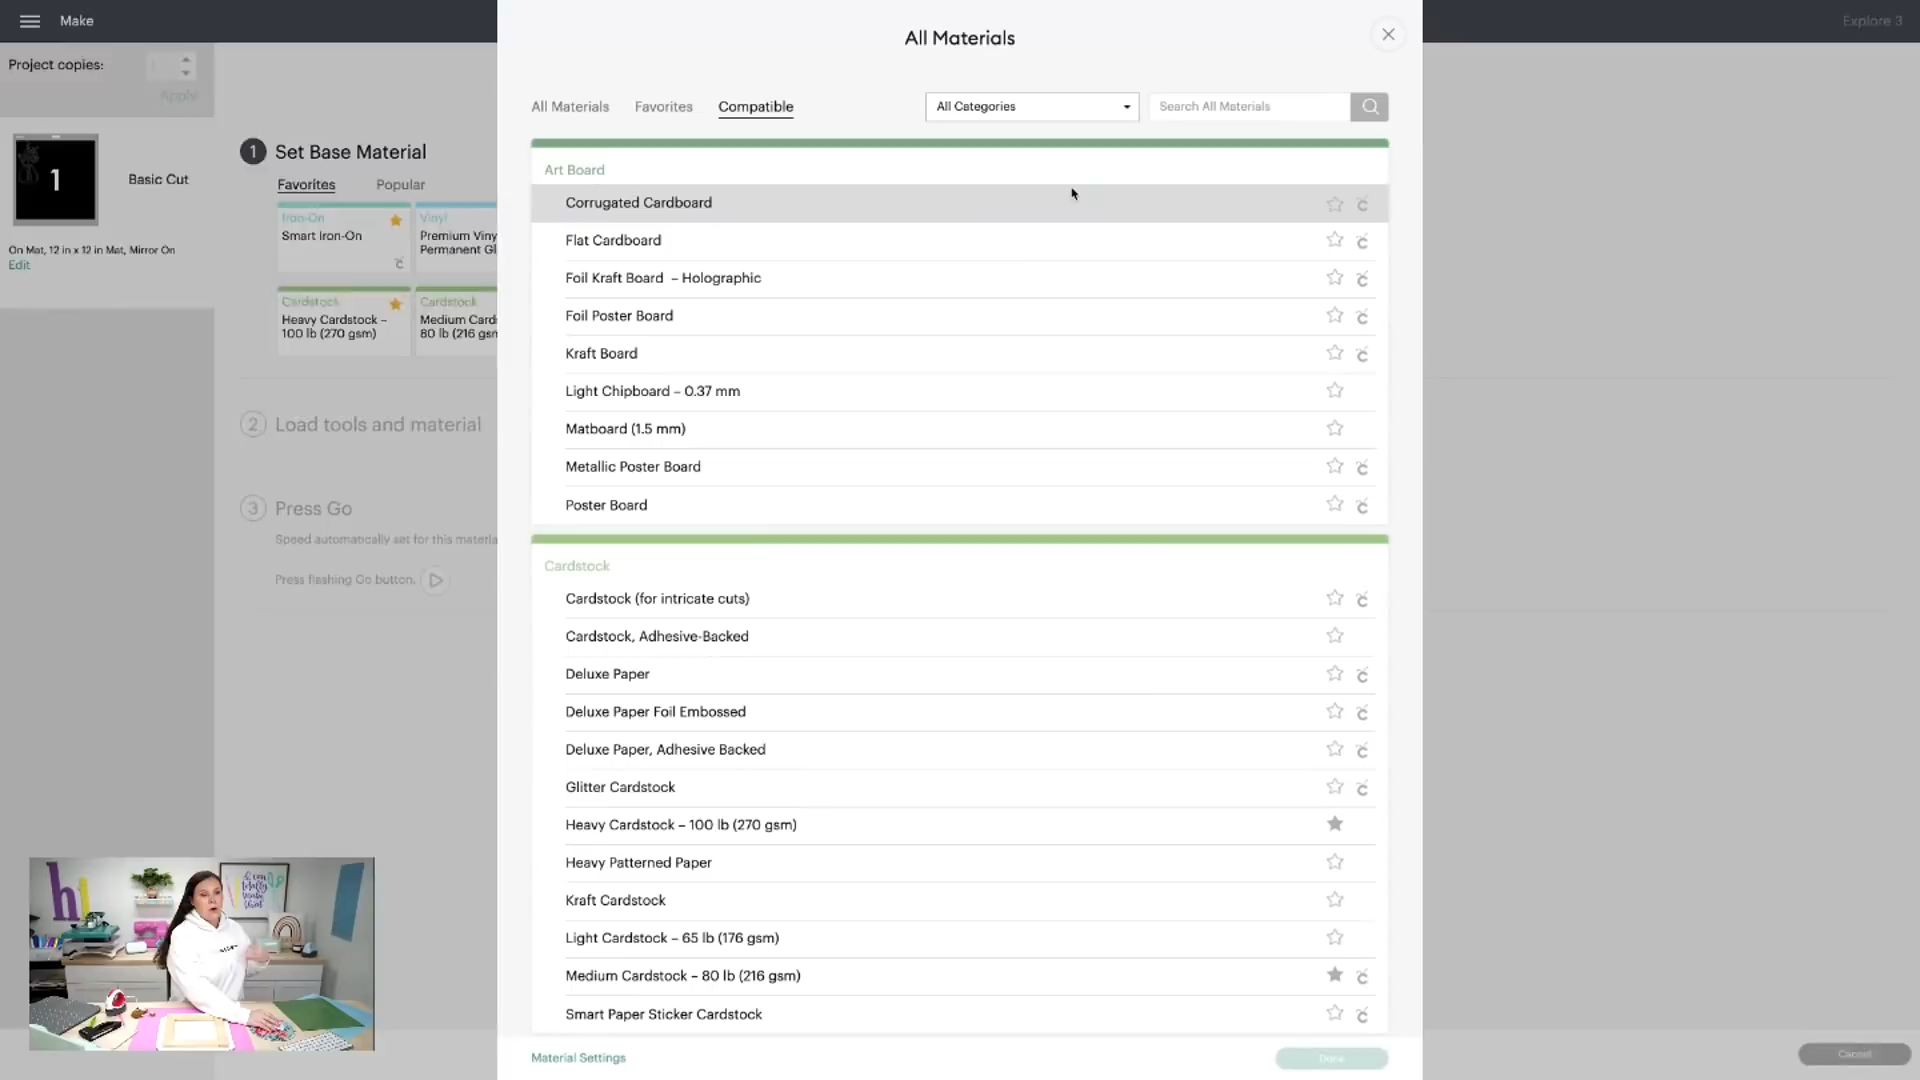 Make
Explore 3
Project copies:
Apply
1
Basic Cut
On Mat, 12 in x 12 in Mat, Mirror On
Edit
1 Set Base Material
Favorites Popular
Iron-On
Smart Iron-On
Vinyl
Premium Viny
Permanent Gl
Cardstock
Heavy Cardstock –
100 lb (270 gsm)
Cardstock
Medium Cards
80 lb (216 gsm
2 Load tools and material
3 Press Go
Speed automatically set for this materia
Press flashing Go button.
All Materials
All Materials Favorites Compatible
All Categories
Search All Materials
Art Board
Corrugated Cardboard
Flat Cardboard
Foil Kraft Board – Holographic
Foil Poster Board
Kraft Board
Light Chipboard – 0.37 mm
Matboard (1.5 mm)
Metallic Poster Board
Poster Board
Cardstock
Cardstock (for intricate cuts)
Cardstock, Adhesive-Backed
Deluxe Paper
Deluxe Paper Foil Embossed
Deluxe Paper, Adhesive Backed
Glitter Cardstock
Heavy Cardstock – 100 lb (270 gsm)
Heavy Patterned Paper
Kraft Cardstock
Light Cardstock – 65 lb (176 gsm)
Medium Cardstock – 80 lb (216 gsm)
Smart Paper Sticker Cardstock
Material Settings
Done
Cancel